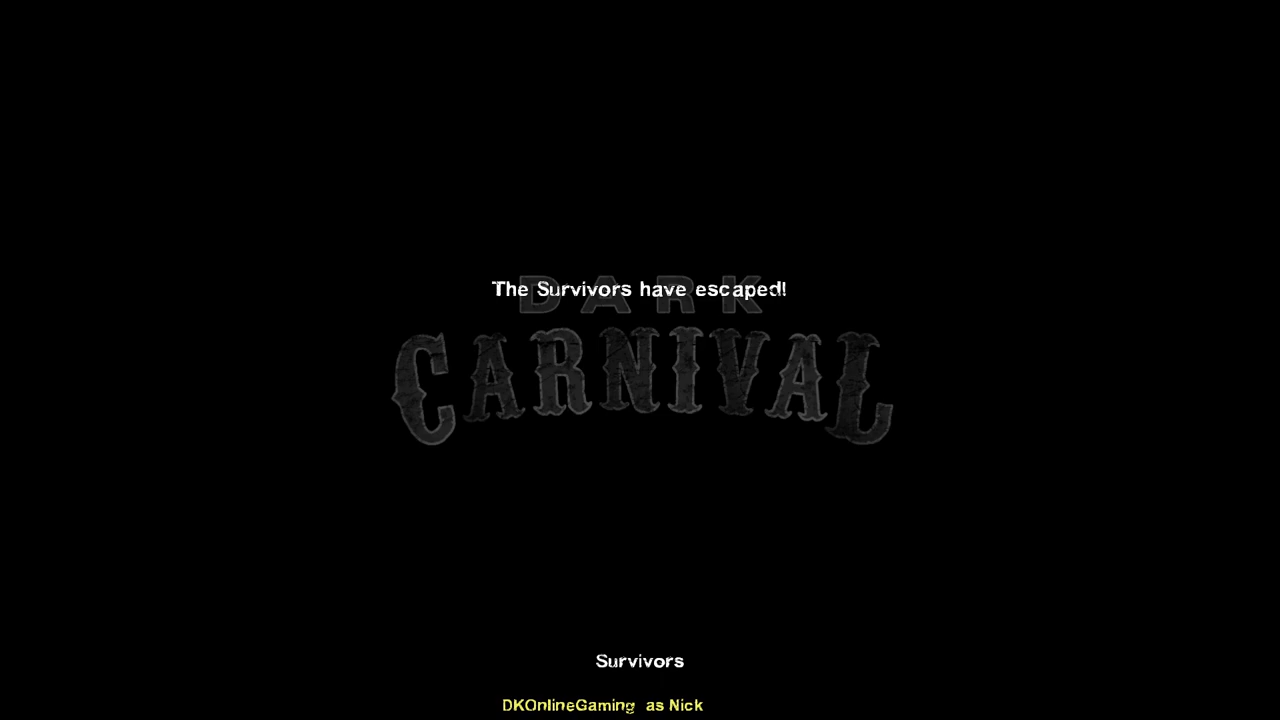 The Survivors have escaped!
DARK
CARNIVAL
Survivors
DKOnlineGaming as Nick